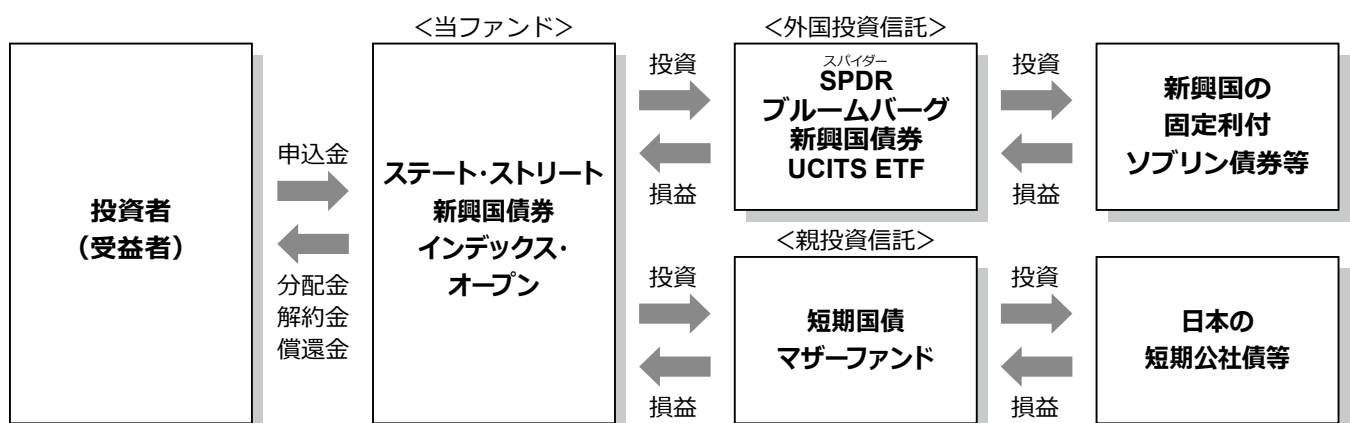 投資者
（受益者）
申込金
分配金
解約金
償還金
＜当ファンド＞
ステート・ストリート
新興国債券
インデックス・
オープン
投資
損益
＜外国投資信託＞
スパイダー
SPDR
ブルームバーグ
新興国債券
UCITS ETF
投資
損益
新興国の
固定利付
ソブリン債券等
投資
損益
＜親投資信託＞
短期国債
マザーファンド
投資
損益
日本の
短期公社債等